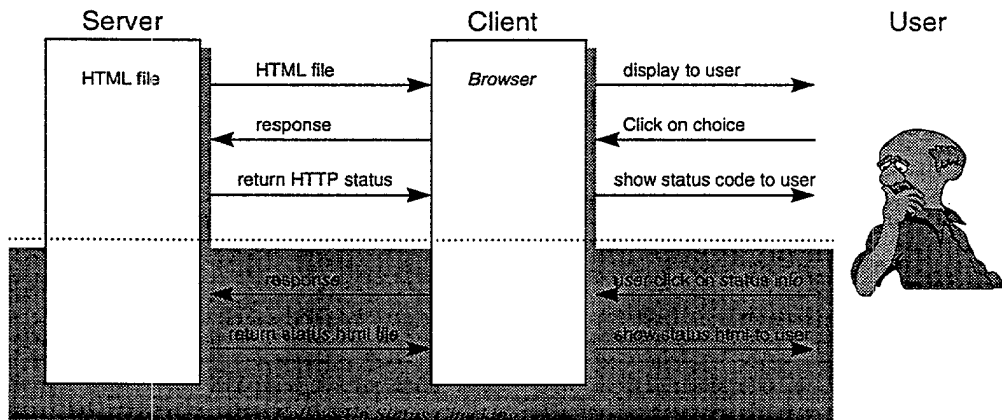 Server Client User
HTML file HTML file Browser display to user
response Click on choice
return HTTP status show status code to user
response user click on status info
return status html file show status html to user